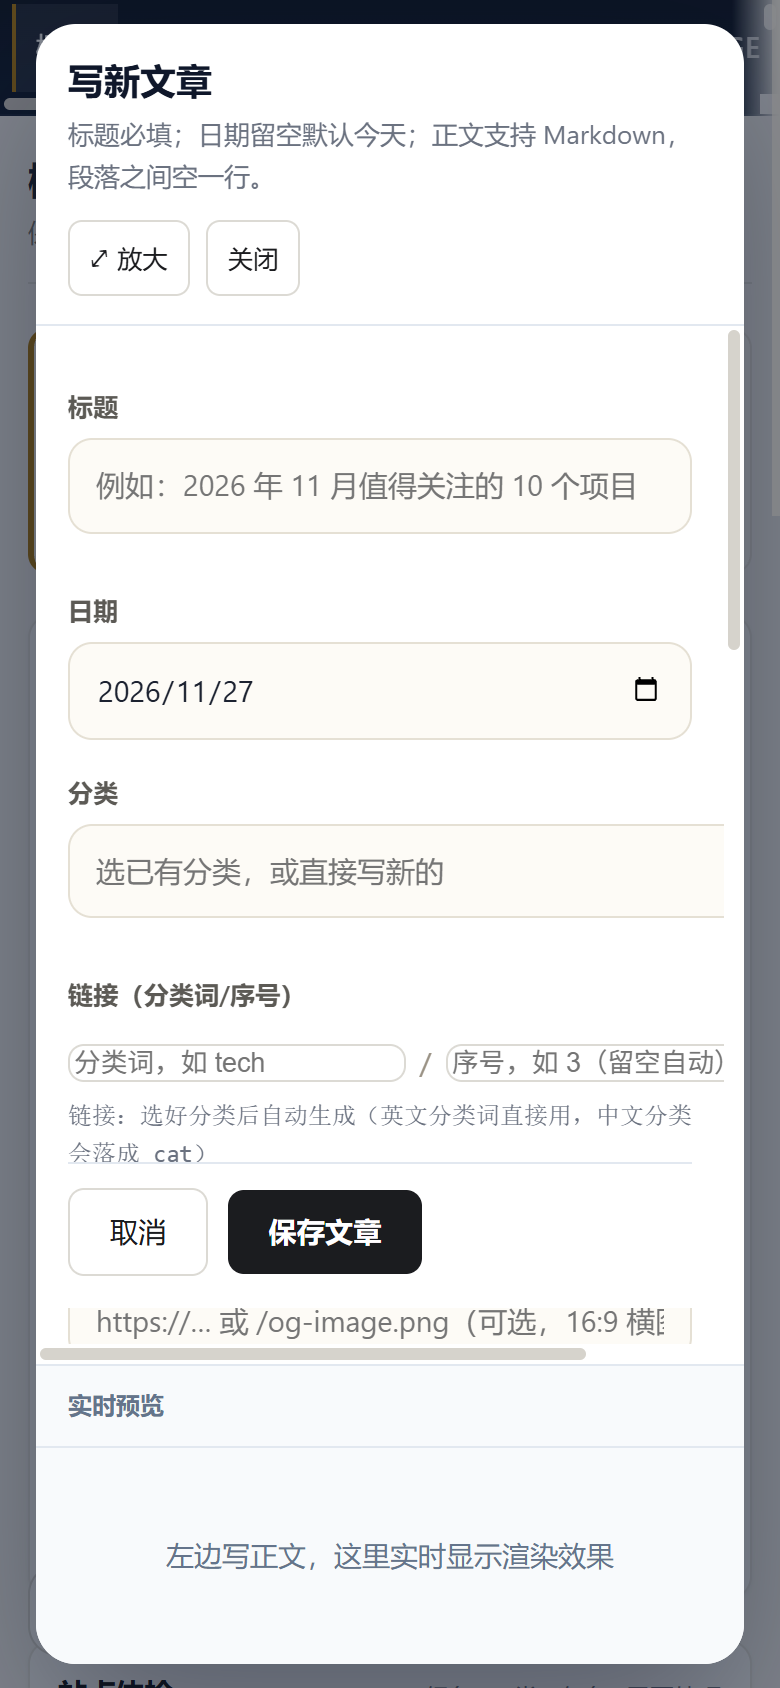 写新文章
标题必填；日期留空默认今天；正文支持 Markdown，
段落之间空一行。
⤢ 放大
关闭
标题
例如：2026 年 11 月值得关注的 10 个项目
日期
2026/11/27
分类
选已有分类，或直接写新的
链接（分类词/序号）
分类词，如 tech
/
序号，如 3（留空自动）
链接：选好分类后自动生成（英文分类词直接用，中文分类
会落成 cat）
取消
保存文章
https://... 或 /og-image.png（可选，16:9 横
实时预览
左边写正文，这里实时显示渲染效果